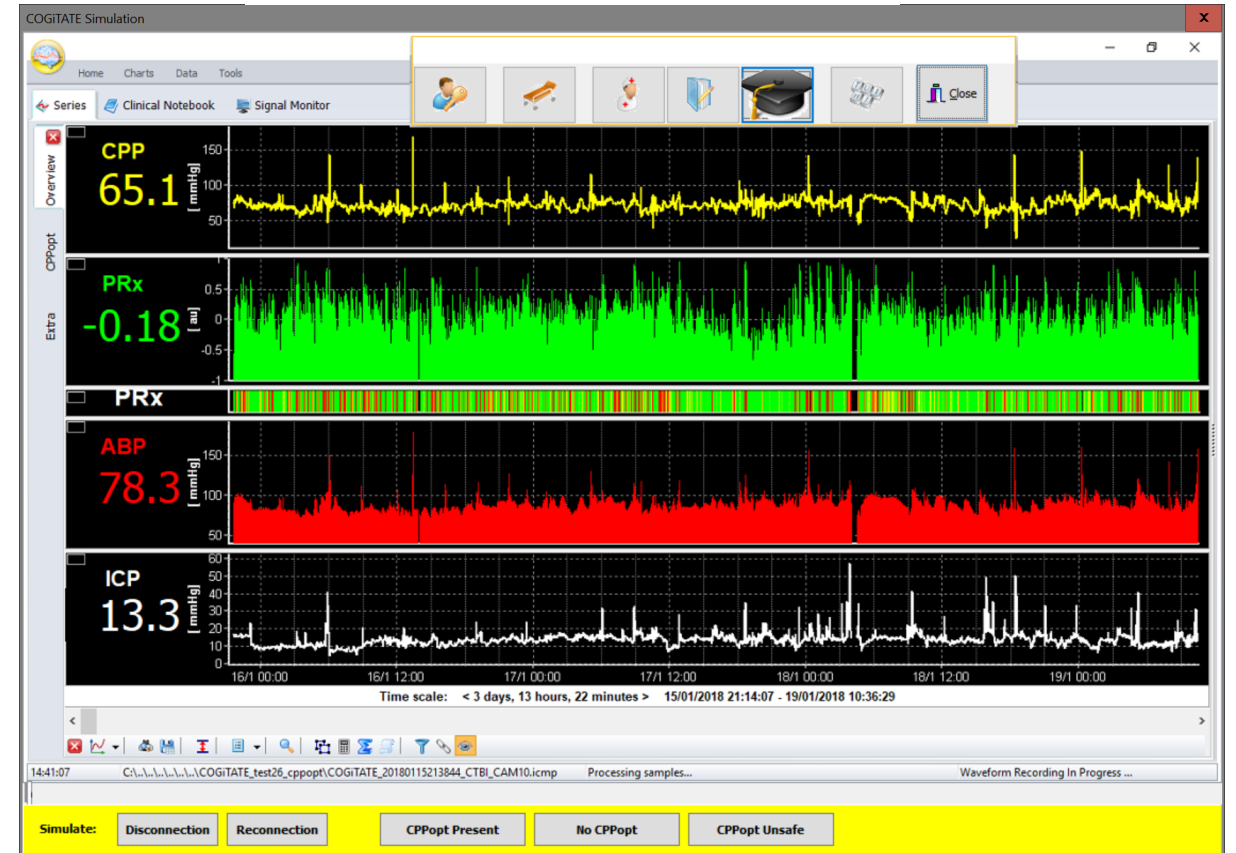 COGiTATE Simulation
X
Home Charts Data Tools
Close
Series Clinical Notebook Signal Monitor
Overview
CPPopt
Extra
CPP
65.1
[mmHg]
150
100
50
PRx
-0.18
[au]
1
0.5
0
-0.5
-1
PRx
ABP
78.3
[mmHg]
150
100
50
ICP
13.3
[mmHg]
60
50
40
30
20
10
0
16/1 00:00 16/1 12:00 17/1 00:00 17/1 12:00 18/1 00:00 18/1 12:00 19/1 00:00
Time scale: < 3 days, 13 hours, 22 minutes > 15/01/2018 21:14:07 - 19/01/2018 10:36:29
14:41:07 C:\..\..\..\..\..\COGiTATE_test26_cppopt\COGiTATE_20180115213844_CTBI_CAM10.icmp Processing samples... Waveform Recording In Progress ...
Simulate: Disconnection Reconnection CPPopt Present No CPPopt CPPopt Unsafe